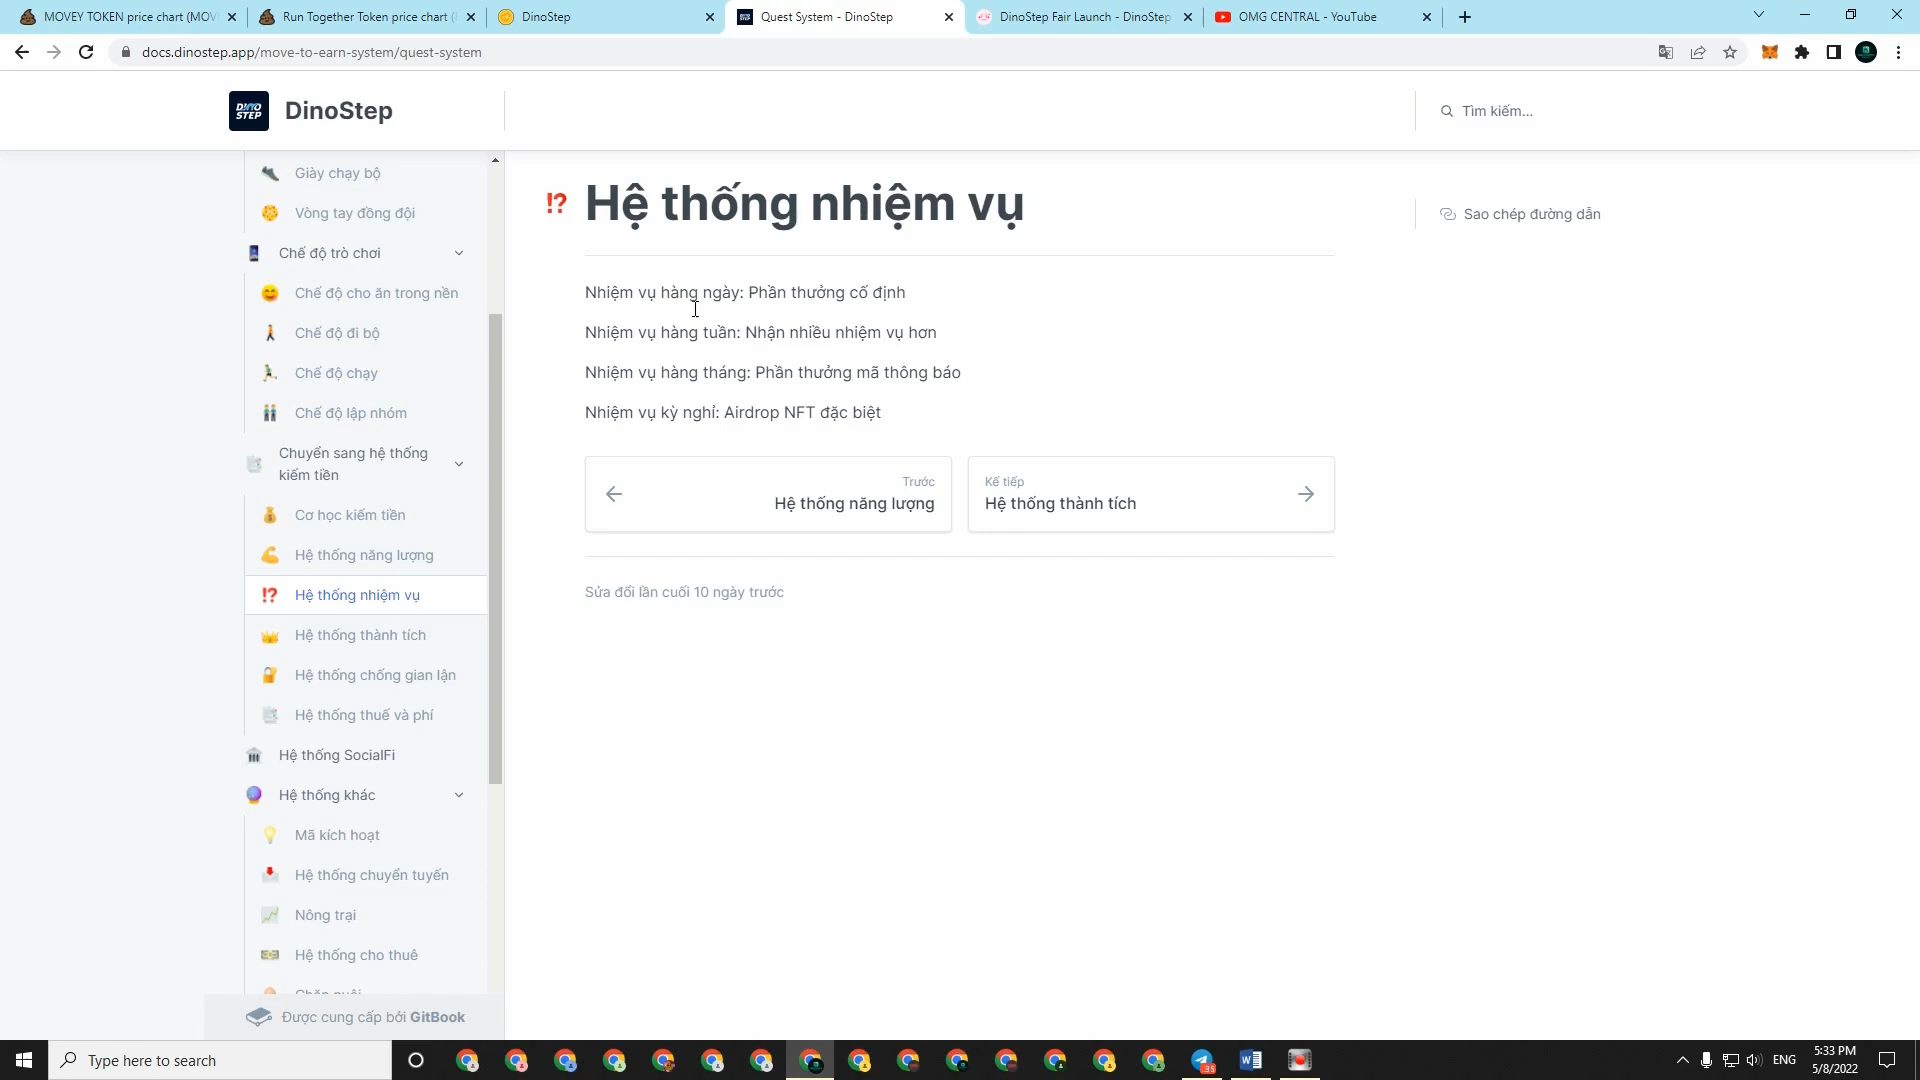 MOVEY TOKEN price chart (MOV
Run Together Token price chart (
DinoStep
Quest System - DinoStep
DinoStep Fair Launch - DinoStep
OMG CENTRAL - YouTube
docs.dinostep.app/move-to-earn-system/quest-system
DINO
STEP
DinoStep
Tìm kiếm...
Giày chạy bộ
Vòng tay đồng đội
Chế độ trò chơi
Chế độ cho ăn trong nền
Chế độ đi bộ
Chế độ chạy
Chế độ lập nhóm
Chuyển sang hệ thống
kiếm tiền
Cơ học kiếm tiền
Hệ thống năng lượng
⁉ Hệ thống nhiệm vụ
Hệ thống thành tích
Hệ thống chống gian lận
Hệ thống thuế và phí
Hệ thống SocialFi
Hệ thống khác
Mã kích hoạt
Hệ thống chuyển tuyến
Nông trại
Hệ thống cho thuê
Chăn nuôi
Được cung cấp bởi GitBook
⁉ Hệ thống nhiệm vụ
Nhiệm vụ hàng ngày: Phần thưởng cố định
Nhiệm vụ hàng tuần: Nhận nhiều nhiệm vụ hơn
Nhiệm vụ hàng tháng: Phần thưởng mã thông báo
Nhiệm vụ kỳ nghỉ: Airdrop NFT đặc biệt
Trước
Hệ thống năng lượng
Kế tiếp
Hệ thống thành tích
Sửa đổi lần cuối 10 ngày trước
Sao chép đường dẫn
Type here to search
35
ENG
5:33 PM
5/8/2022